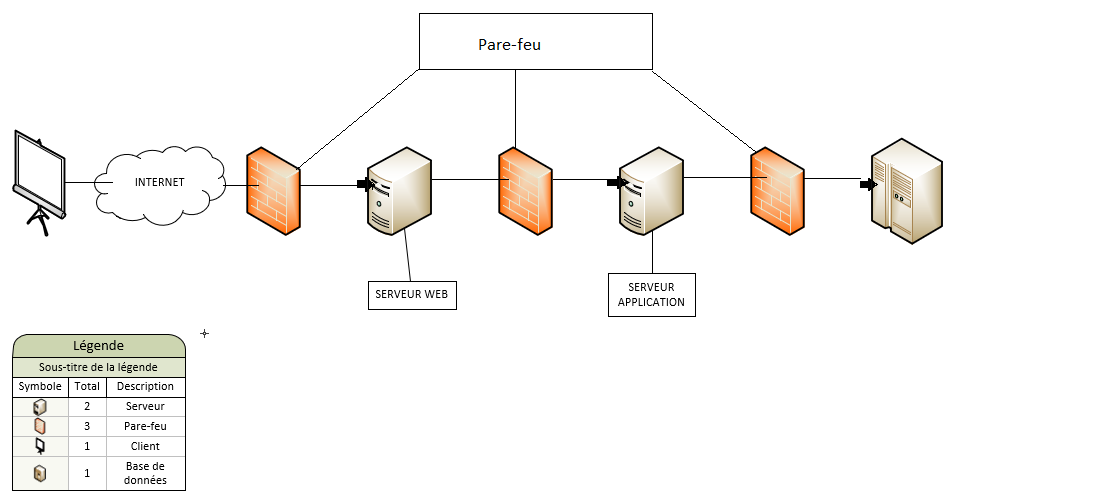 Pare-feu
INTERNET
SERVEUR WEB
SERVEUR
APPLICATION
Légende
Sous-titre de la légende
Symbole Total Description
2 Serveur
3 Pare-feu
1 Client
1 Base de
données